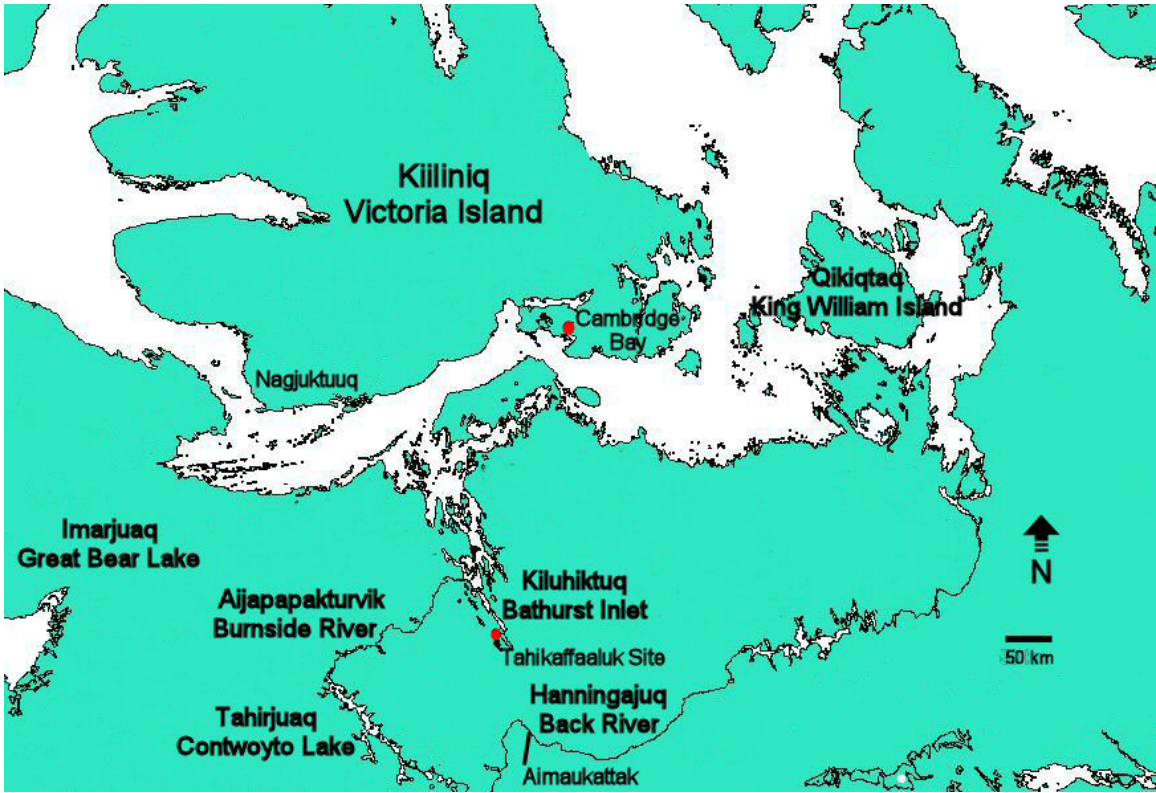 Kiiliniq
Victoria Island
Qikiqtaq
King William Island
Cambridge
Bay
Nagjuktuuq
Imarjuaq
Great Bear Lake
Aijapapakturvik
Burnside River
Kiluhiktuq
Bathurst Inlet
N
50 km
Tahikaffaaluk Site
Hanningajuq
Back River
Tahirjuaq
Contwoyto Lake
Aimaukattak